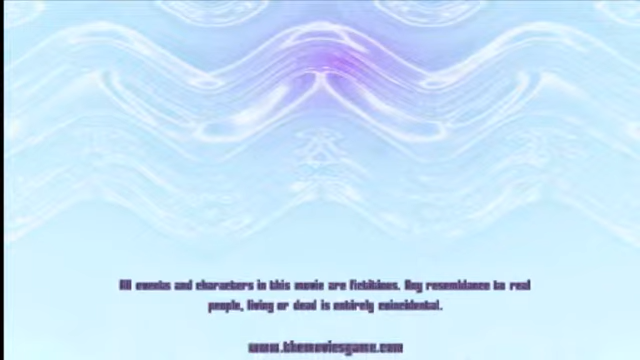 All events and characters in this movie are fictitious. Any resemblance to real
people, living or dead is entirely coincidental.
www.themoviesgame.com